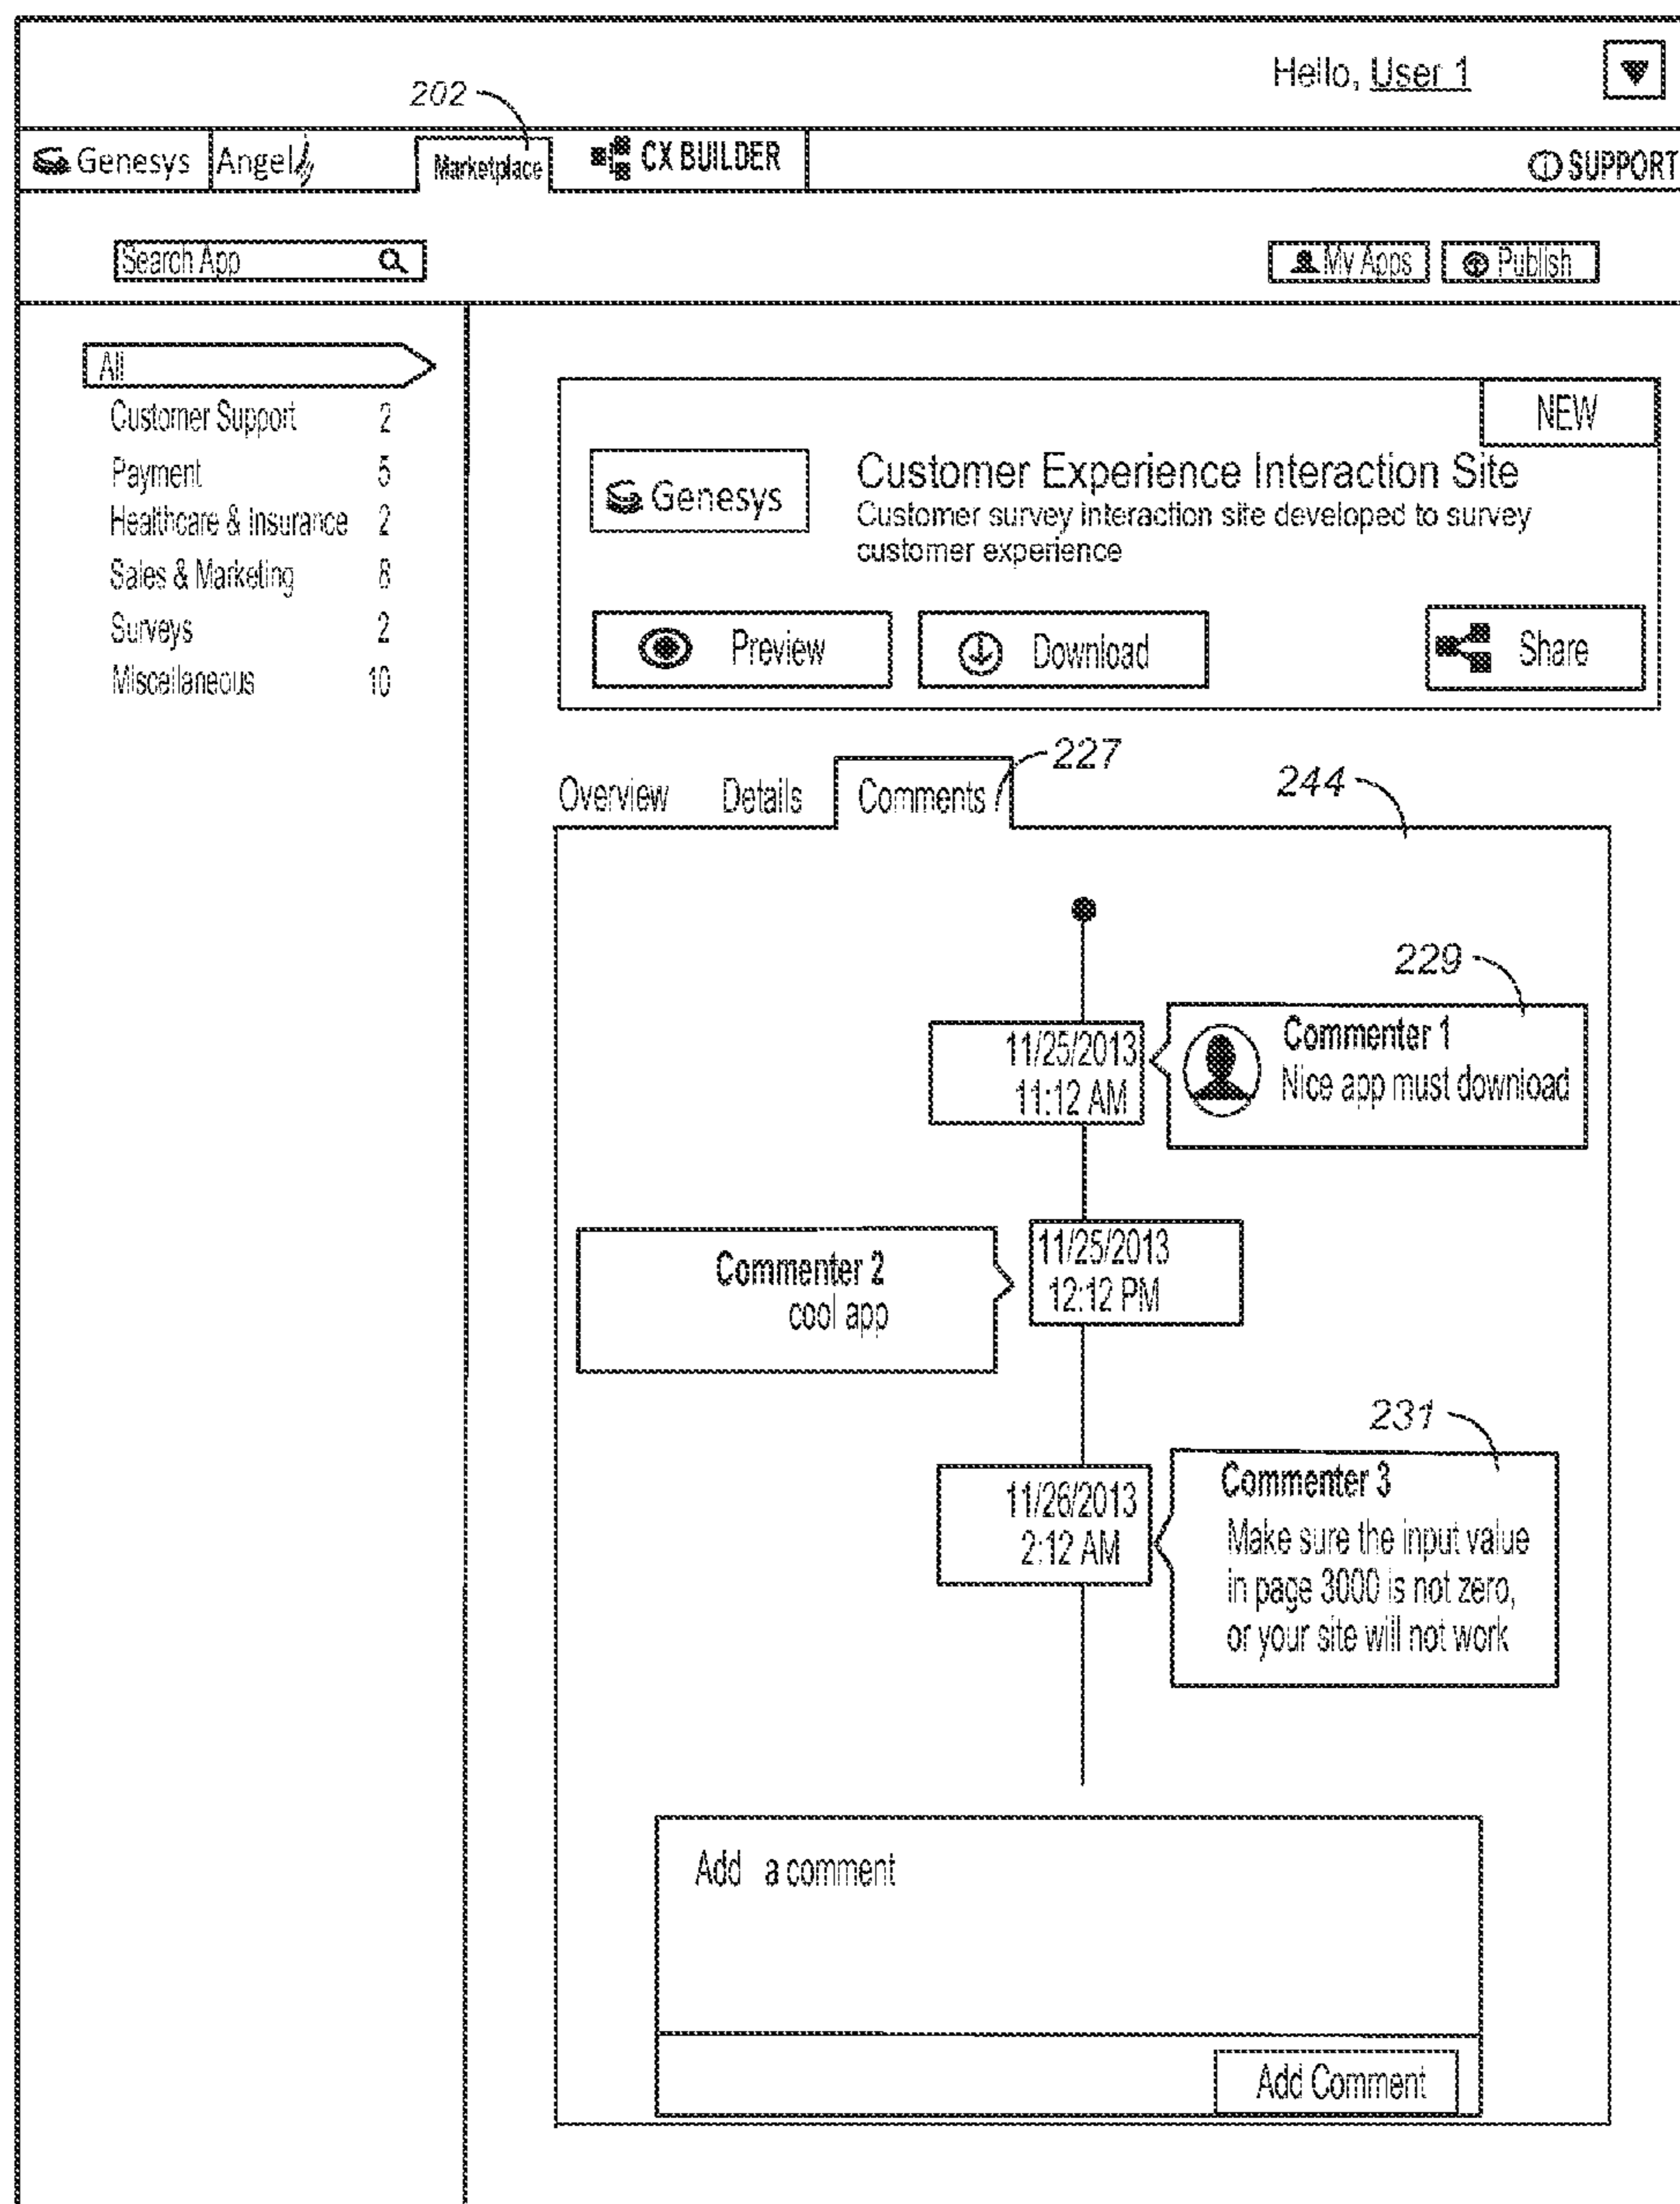 Hello, User 1
202
Genesys Angel Marketplace CX BUILDER SUPPORT
Search App My Apps Publish
All
Customer Support 2
Payment 5
Healthcare & Insurance 2
Sales & Marketing 8
Surveys 2
Miscellaneous 10
NEW
Genesys
Customer Experience Interaction Site
Customer survey interaction site developed to survey
customer experience
Preview Download Share
Overview Details Comments 227
244
229
11/25/2013
11:12 AM
Commenter 1
Nice app must download
Commenter 2
cool app
11/25/2013
12:12 PM
231
11/26/2013
2:12 AM
Commenter 3
Make sure the input value
in page 3000 is not zero,
or your site will not work
Add a comment
Add Comment